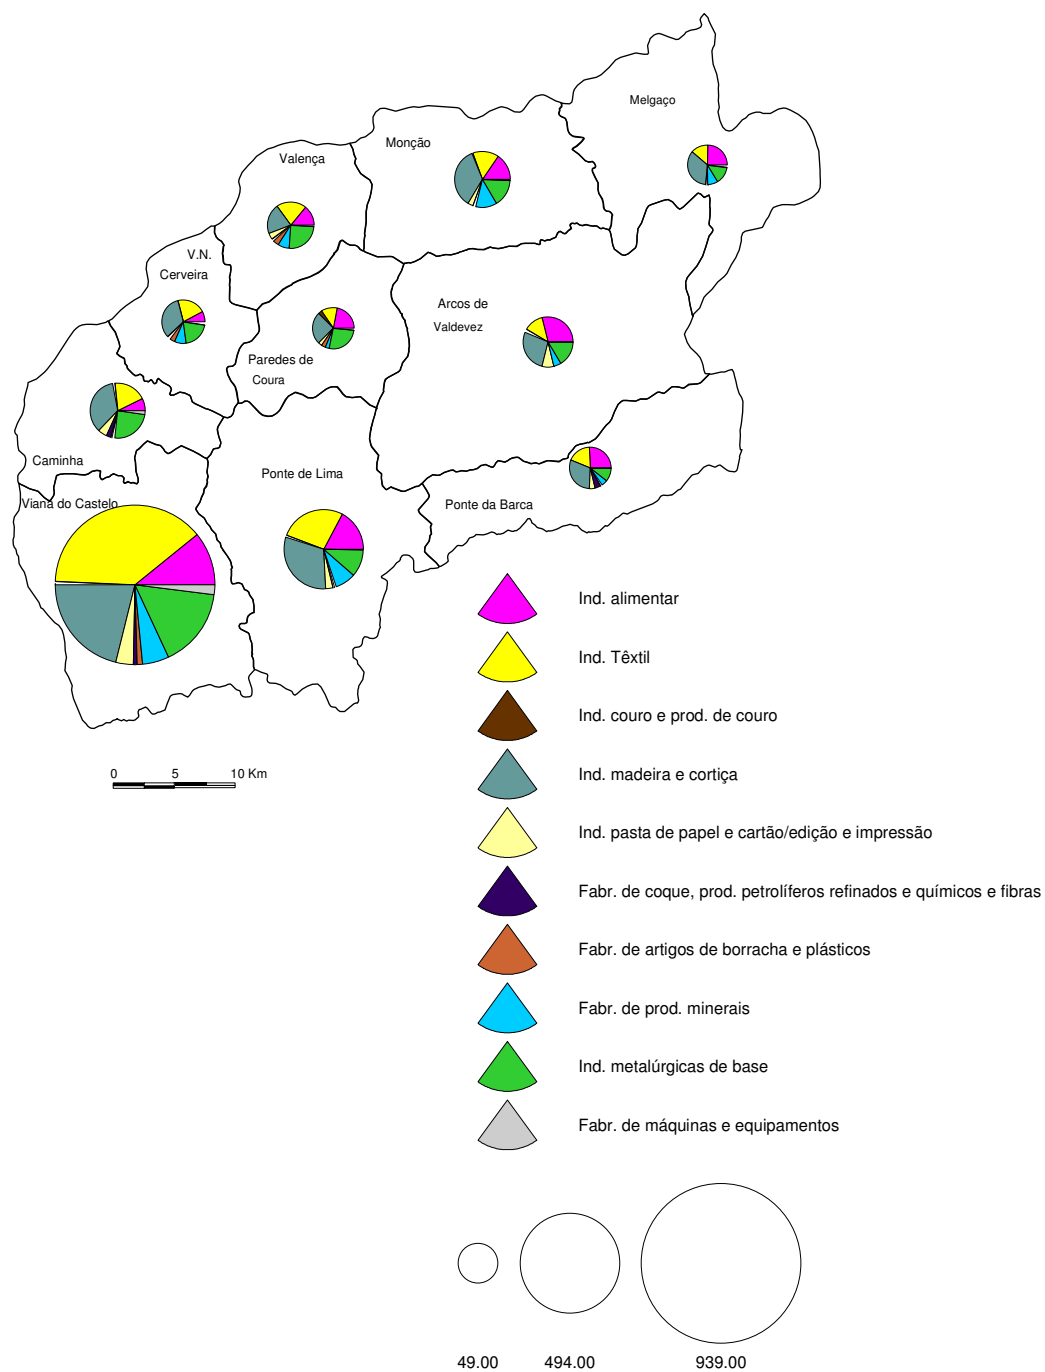 Melgaço
Monção
Valença
V.N.
Cerveira
Arcos de
Valdevez
Paredes de
Coura
Caminha
Ponte de Lima
Viana do Castelo
Ponte da Barca
Ind. alimentar
Ind. Têxtil
Ind. couro e prod. de couro
Ind. madeira e cortiça
Ind. pasta de papel e cartão/edição e impressão
Fabr. de coque, prod. petrolíferos refinados e químicos e fibras
Fabr. de artigos de borracha e plásticos
Fabr. de prod. minerais
Ind. metalúrgicas de base
Fabr. de máquinas e equipamentos
0 5 10 Km
49.00 494.00 939.00